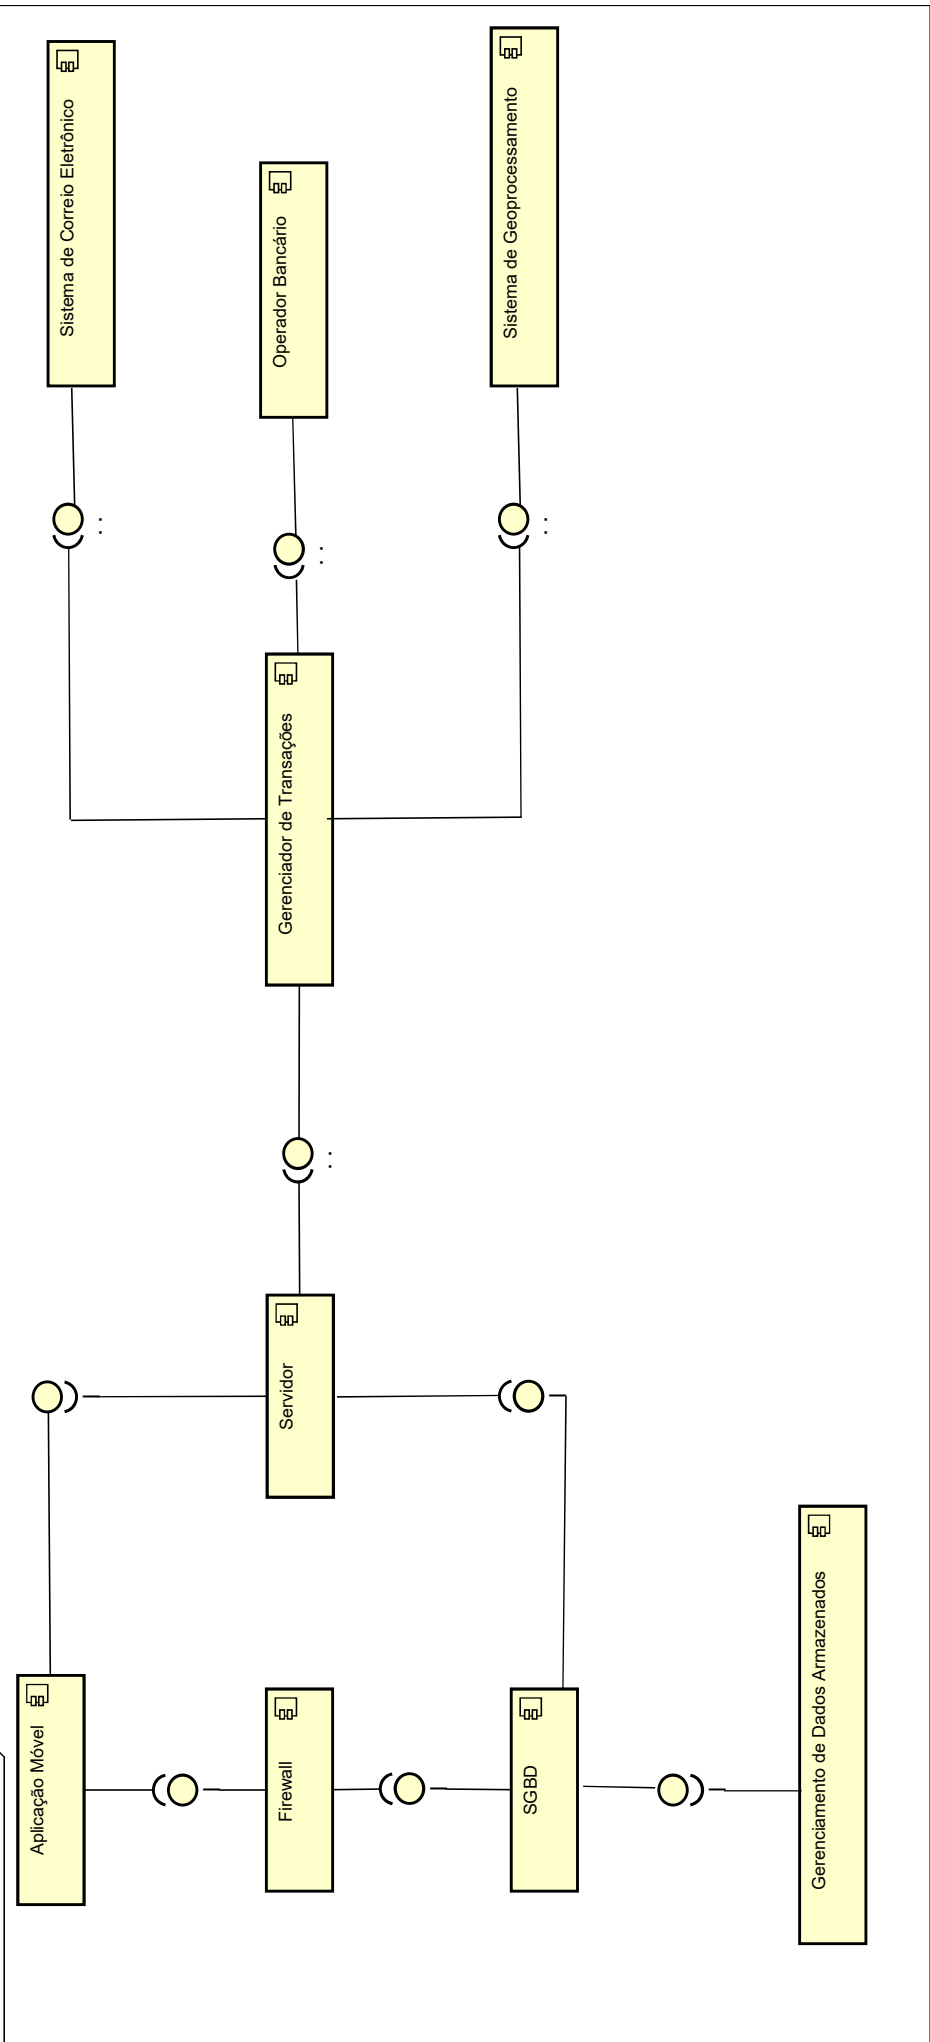 Aplicação Móvel
Firewall
SGBD
Gerenciamento de Dados Armazenados
Servidor
Gerenciador de Transações
Sistema de Correio Eletrônico
Operador Bancário
Sistema de Geoprocessamento
:
:
:
: